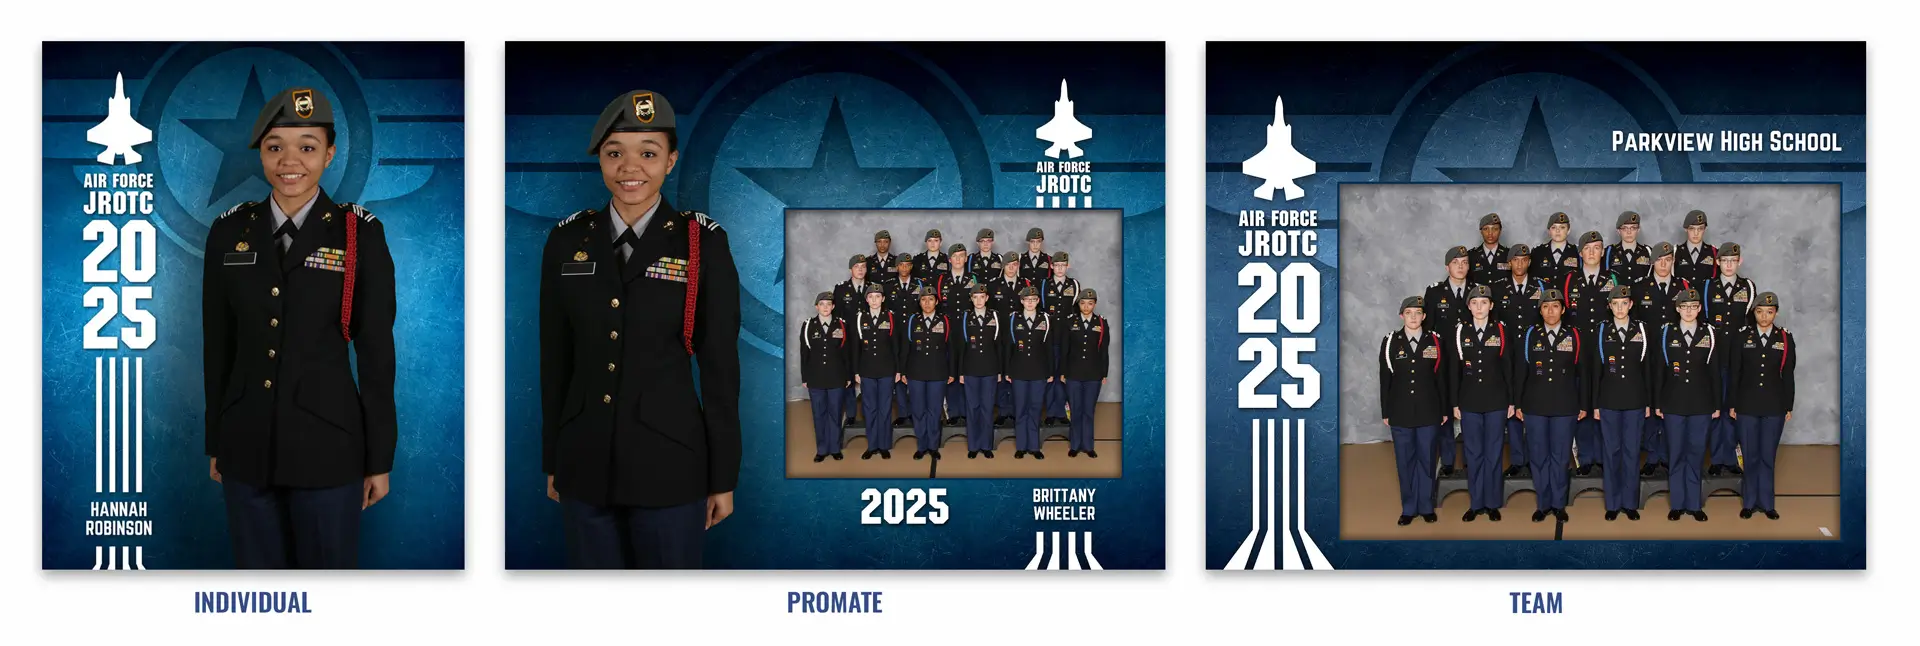 AIR FORCE
JROTC
20
25
HANNAH
ROBINSON
INDIVIDUAL
AIR FORCE
JROTC
2025
BRITTANY
WHEELER
PROMATE
AIR FORCE
JROTC
20
25
PARKVIEW HIGH SCHOOL
TEAM